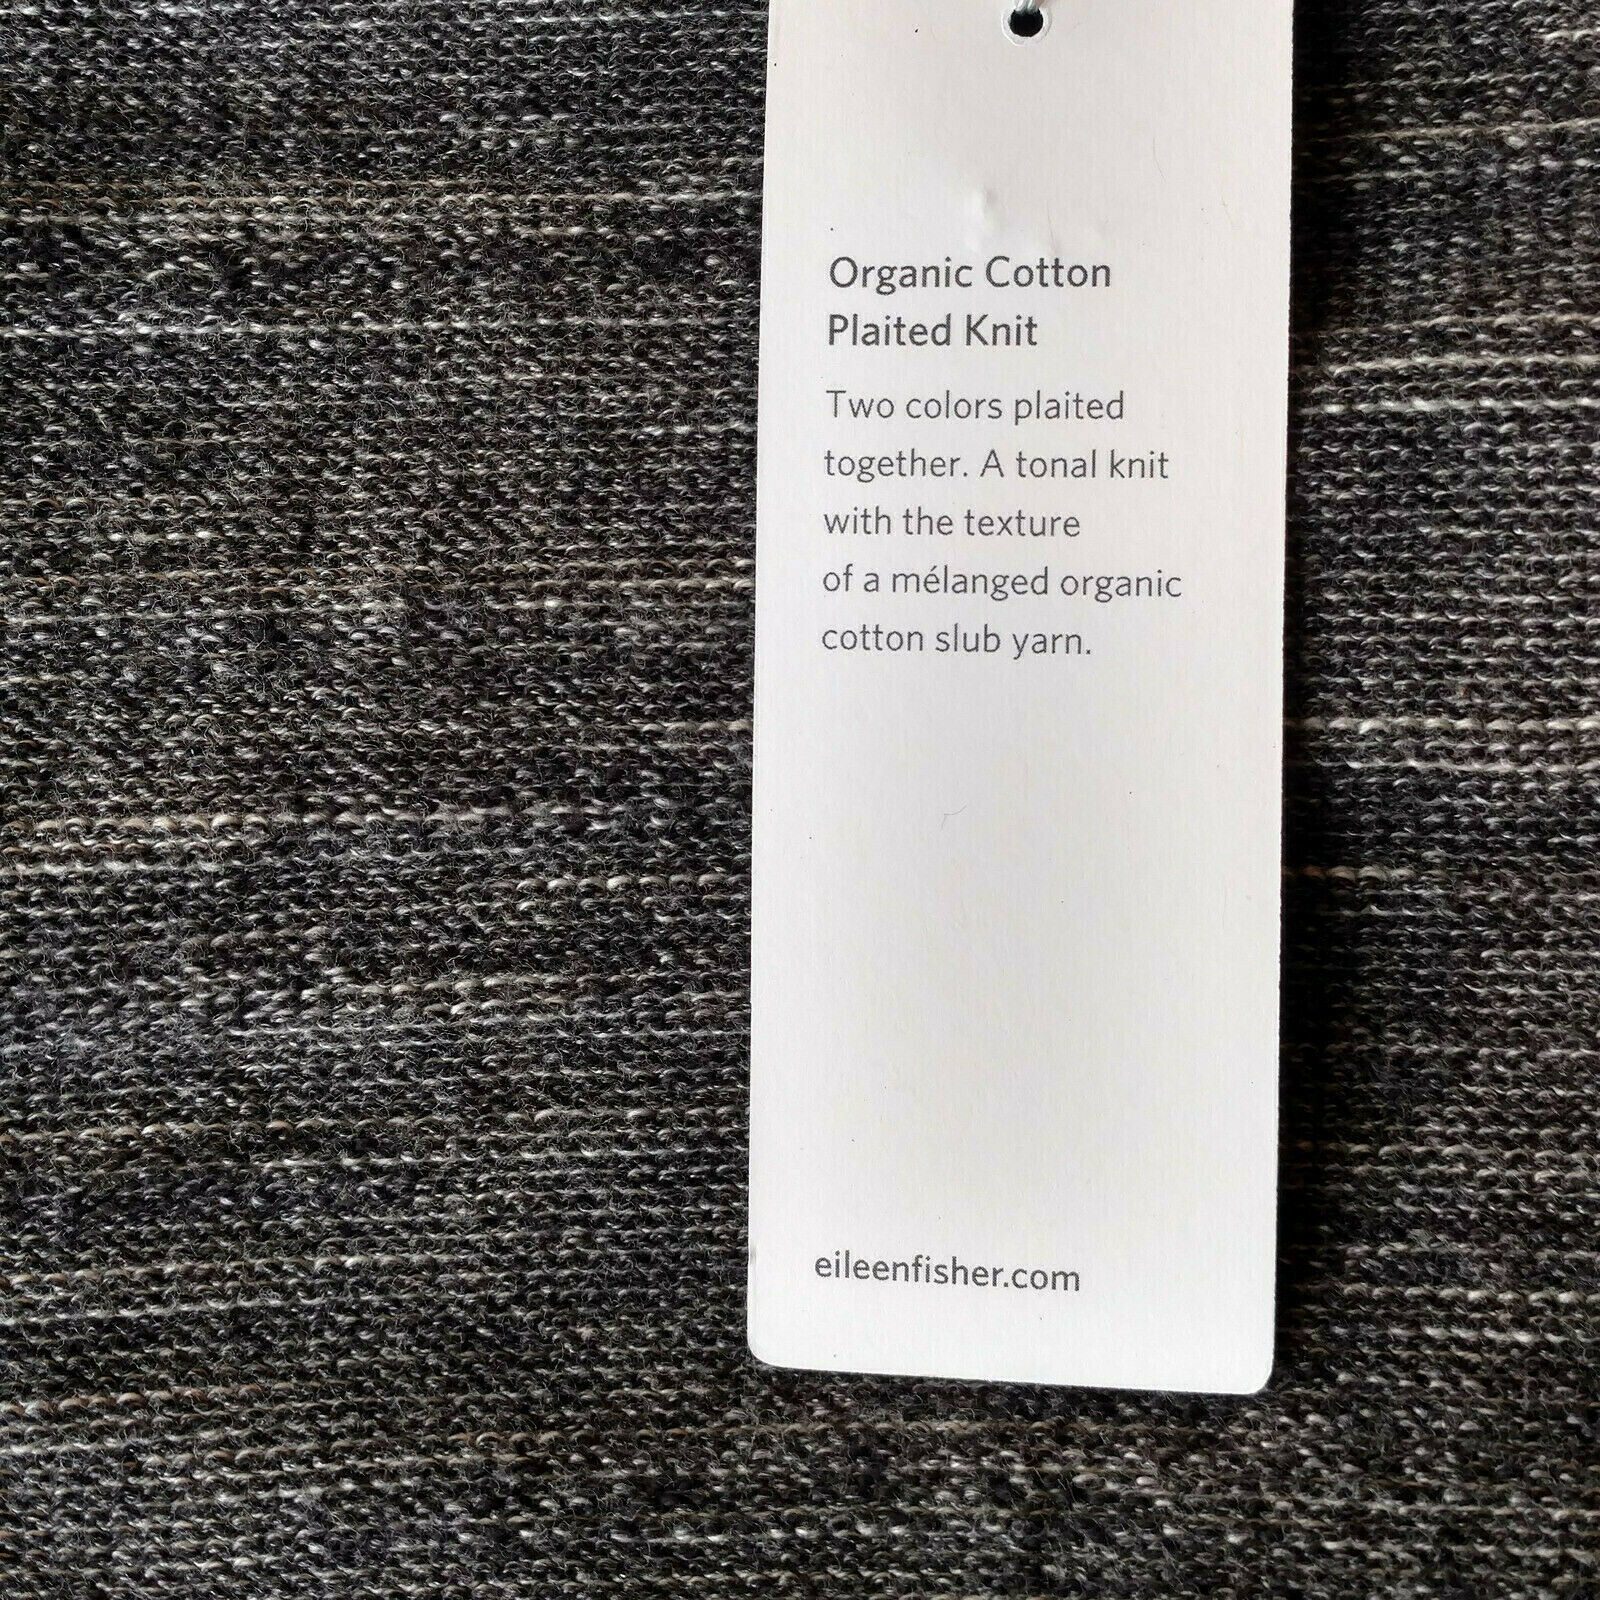 Organic Cotton
Plaited Knit
Two colors plaited
together. A tonal knit
with the texture
of a mélanged organic
cotton slub yarn.
eileenfisher.com